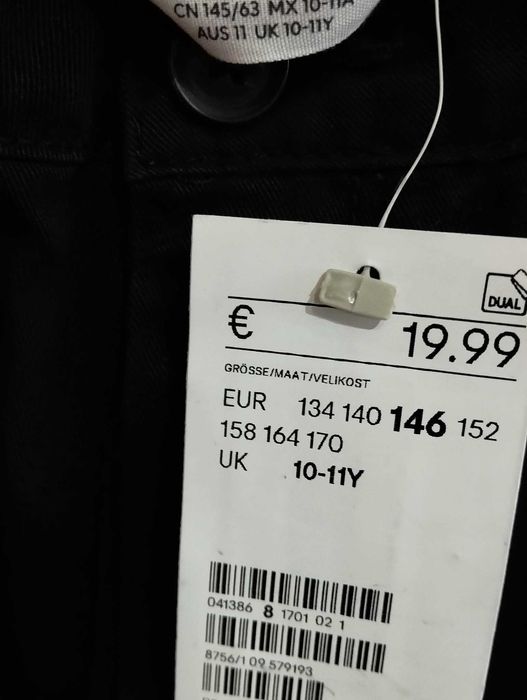 CN 145/63 MX 10-11A
AUS 11 UK 10-11Y
DUAL
€ 19.99
GRÖSSE/MAAT/VELIKOST
EUR 134 140 146 152
158 164 170
UK 10-11Y
041386 8 1701 02 1
8756/1 09 579193